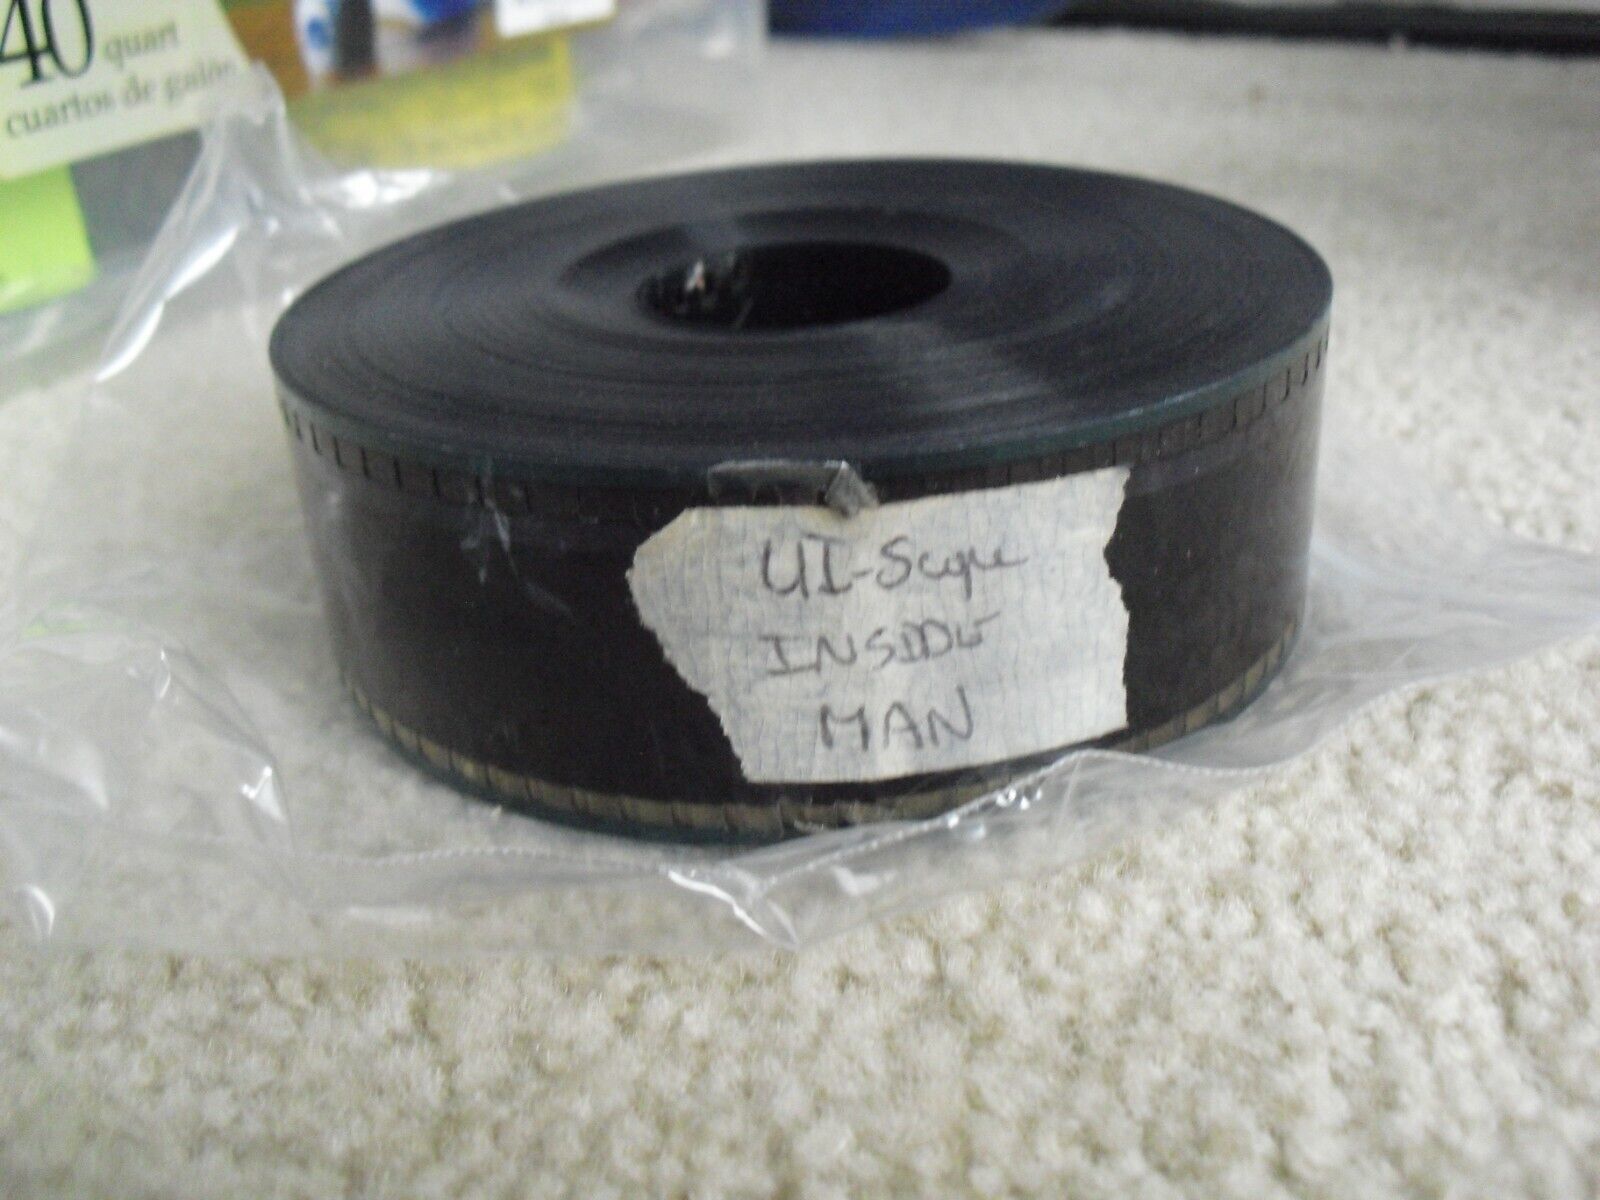 40 quart
cuartos de galón
UI-Scope
INSIDE
MAN